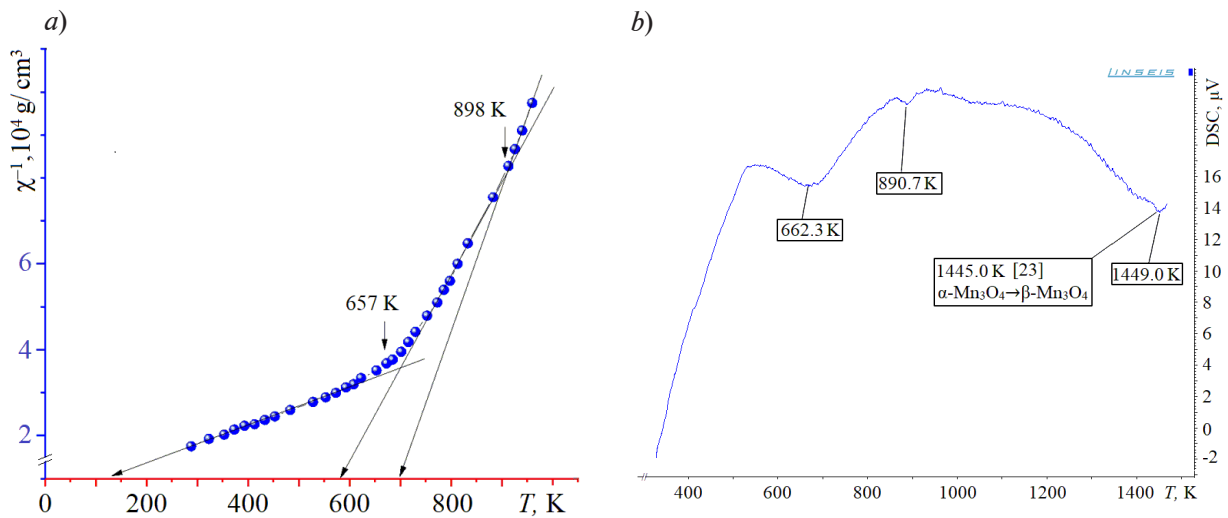 a)
χ⁻¹,10⁴ g/ cm³
6
4
2
898 K
657 K
0
200
400
600
800
T, K
b)
LINSEIS
DSC, μV
16
14
12
10
8
6
4
2
0
-2
662.3 K
890.7 K
1445.0 K [23]
α-Mn₃O₄→β-Mn₃O₄
1449.0 K
400
600
800
1000
1200
1400
T, K